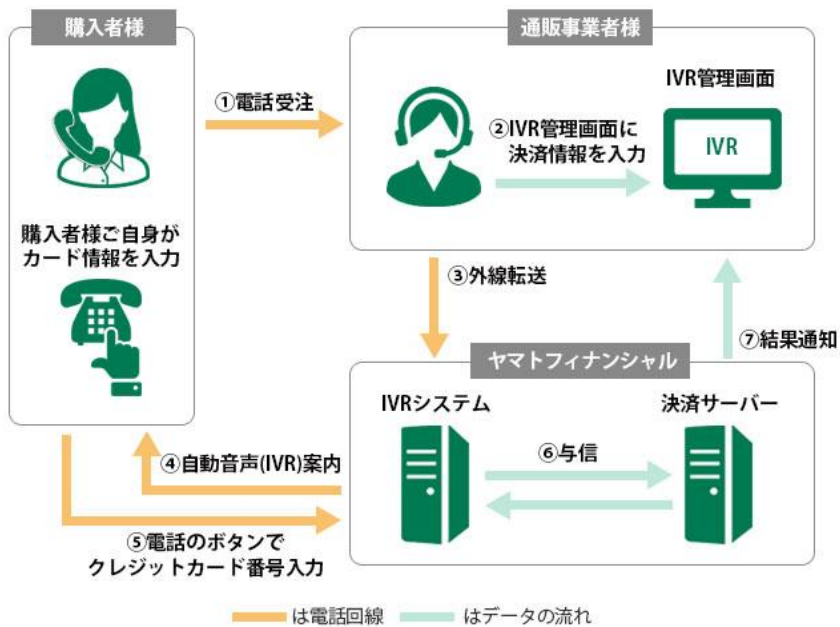 購入者様
通販事業者様
①電話受注
②IVR管理画面に
決済情報を入力
IVR管理画面
IVR
購入者様ご自身が
カード情報を入力
③外線転送
⑦結果通知
ヤマトフィナンシャル
IVRシステム
決済サーバー
④自動音声(IVR)案内
⑥与信
⑤電話のボタンで
クレジットカード番号入力
は電話回線
はデータの流れ